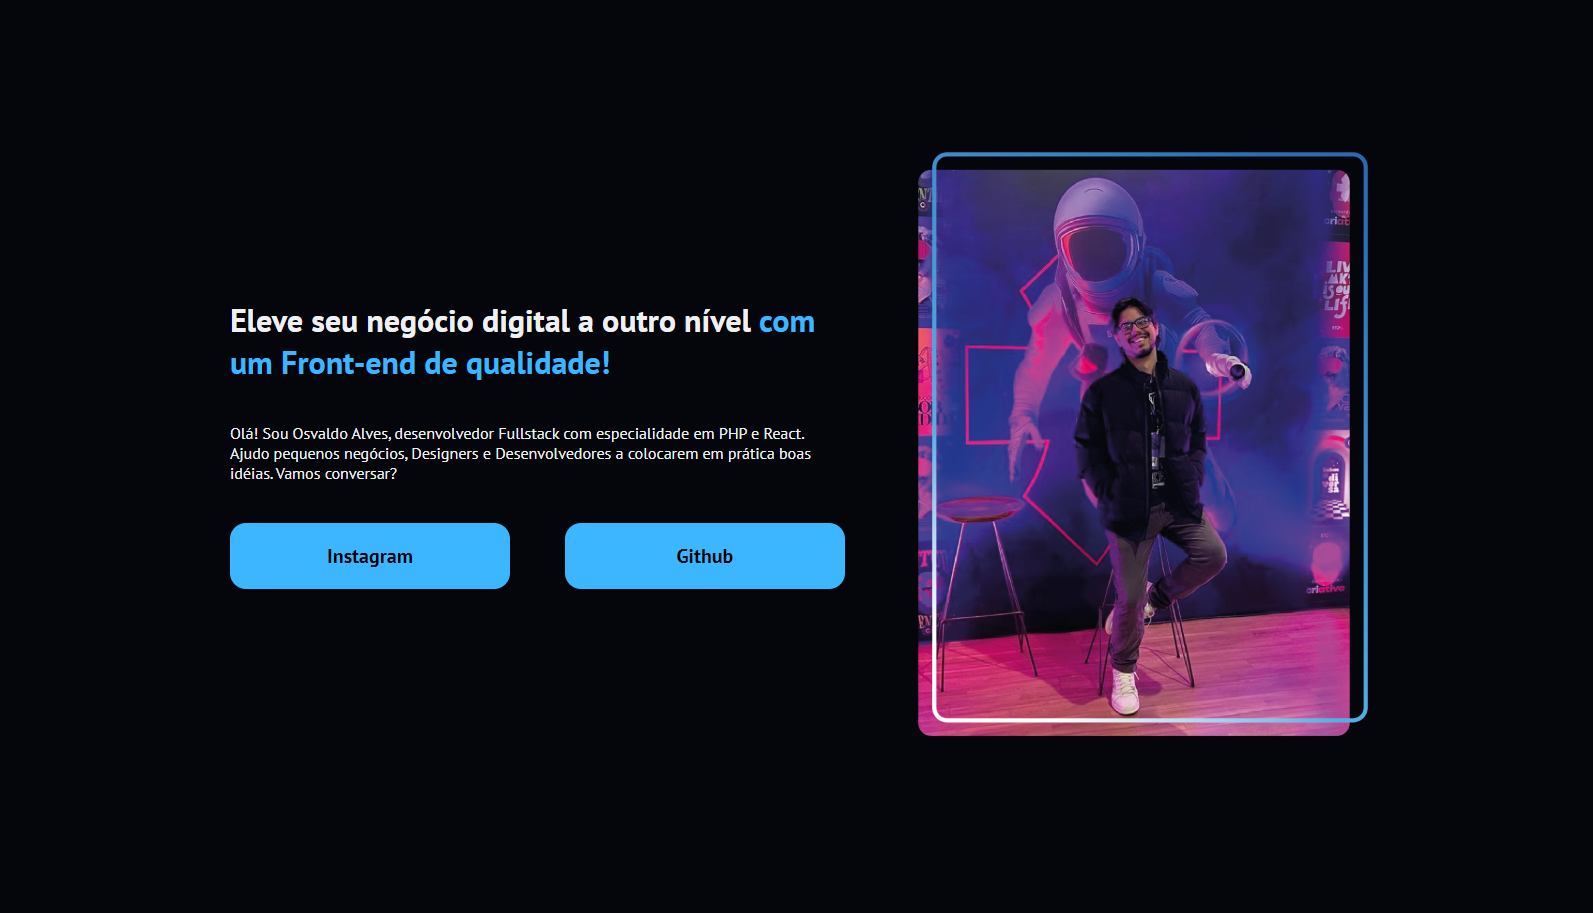 Eleve seu negócio digital a outro nível com
um Front-end de qualidade!
Olá! Sou Osvaldo Alves, desenvolvedor Fullstack com especialidade em PHP e React.
Ajudo pequenos negócios, Designers e Desenvolvedores a colocarem em prática boas
idéias. Vamos conversar?
Instagram
Github
criativa